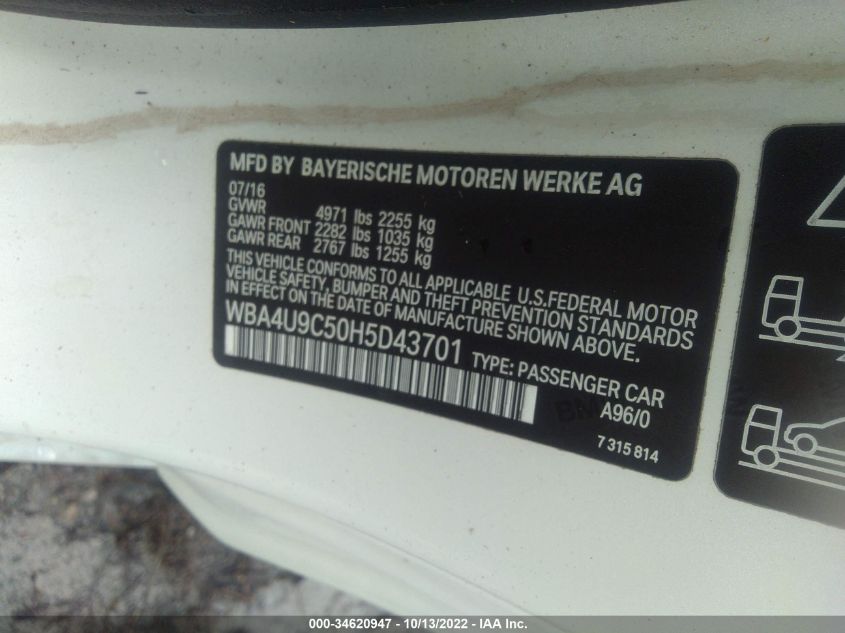 MFD BY BAYERISCHE MOTOREN WERKE AG
07/16
GVWR 4971 lbs 2255 kg
GAWR FRONT 2282 lbs 1035 kg
GAWR REAR 2767 lbs 1255 kg
THIS VEHICLE CONFORMS TO ALL APPLICABLE U.S.FEDERAL MOTOR
VEHICLE SAFETY, BUMPER AND THEFT PREVENTION STANDARDS
IN EFFECT ON THE DATE OF MANUFACTURE SHOWN ABOVE.
WBA4U9C50H5D43701 TYPE: PASSENGER CAR
A96/0
7 315 814
000-34620947 - 10/13/2022 - IAA Inc.